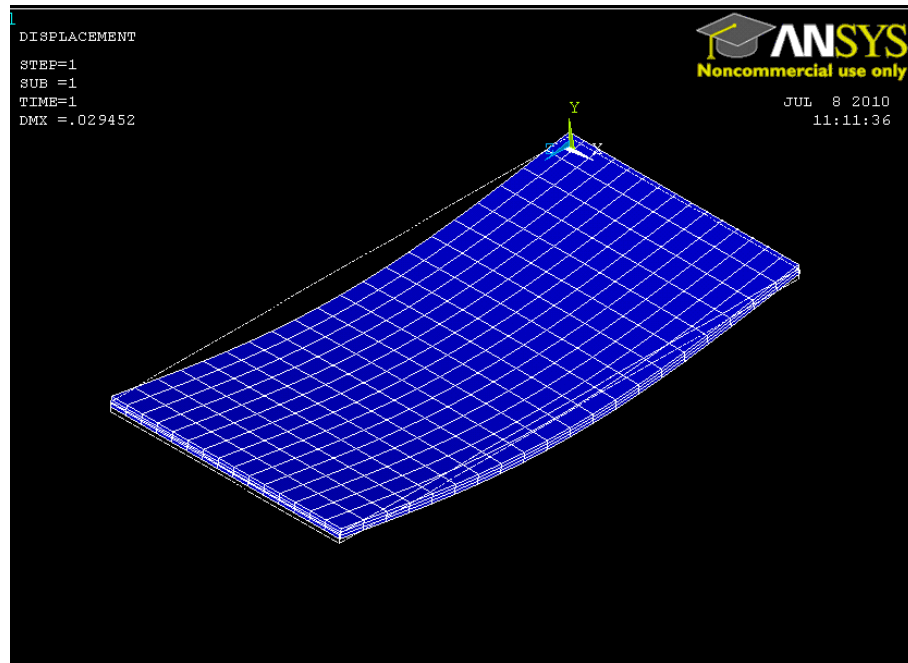 1
DISPLACEMENT
STEP=1
SUB =1
TIME=1
DMX =.029452
ANSYS
Noncommercial use only
JUL  8 2010
11:11:36
Y
X